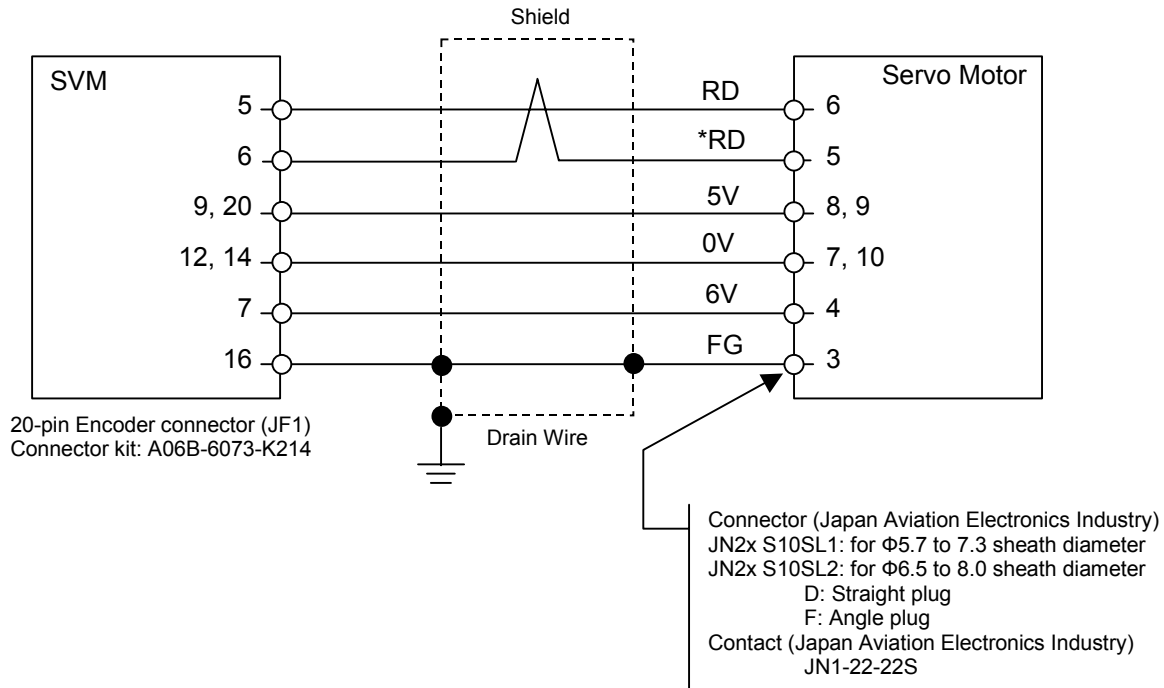 Shield
SVM
Servo Motor
5 RD 6
6 *RD 5
9, 20 5V 8, 9
12, 14 0V 7, 10
7 6V 4
16 FG 3
20-pin Encoder connector (JF1)
Connector kit: A06B-6073-K214
Drain Wire
Connector (Japan Aviation Electronics Industry)
JN2x S10SL1: for Φ5.7 to 7.3 sheath diameter
JN2x S10SL2: for Φ6.5 to 8.0 sheath diameter
D: Straight plug
F: Angle plug
Contact (Japan Aviation Electronics Industry)
JN1-22-22S